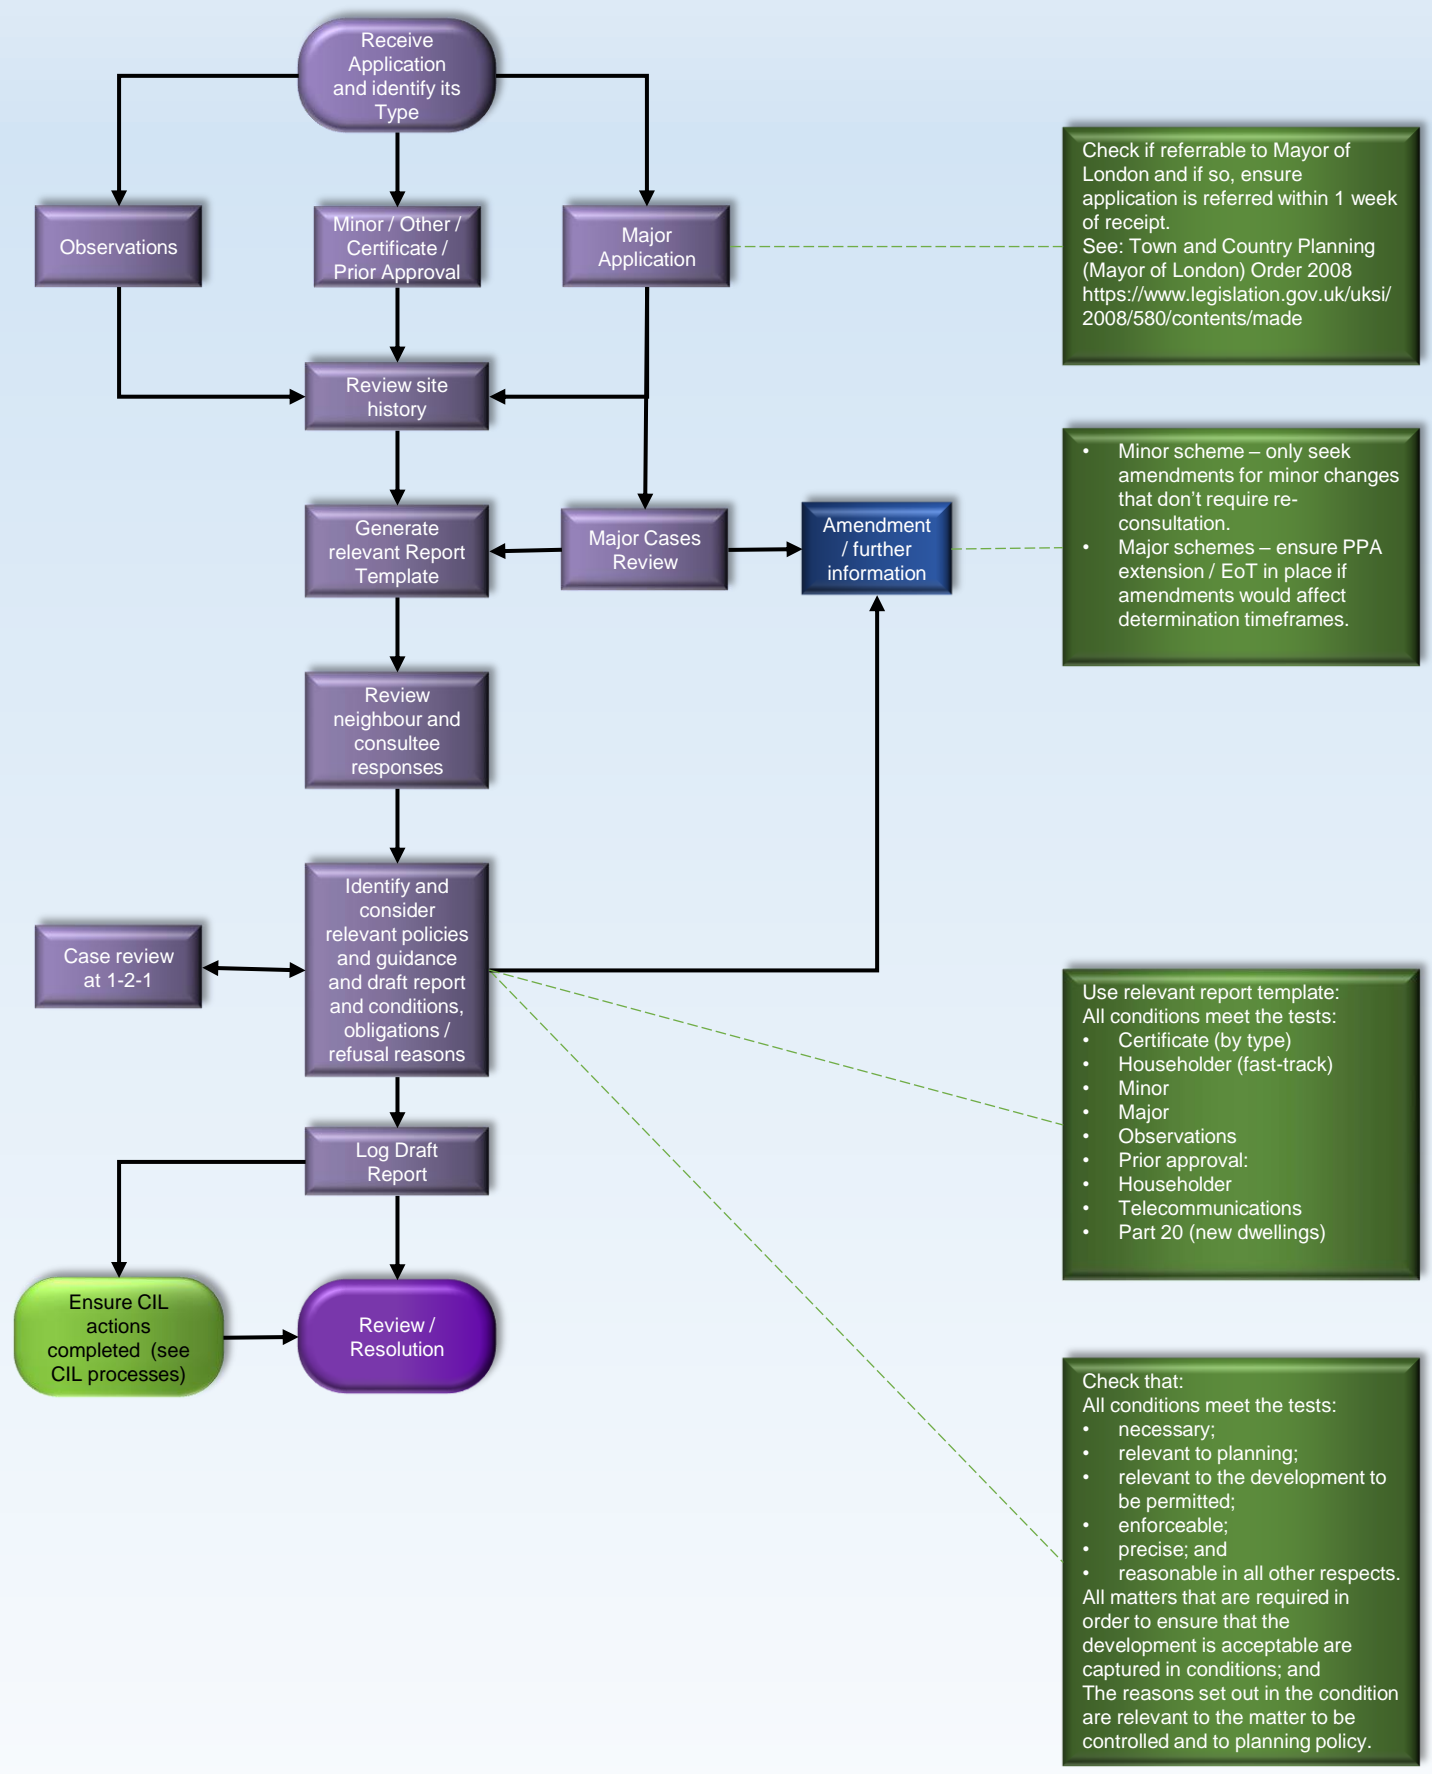 Receive
Application
and identify its
Type
Observations
Minor / Other /
Certificate /
Prior Approval
Major
Application
Check if referrable to Mayor of
London and if so, ensure
application is referred within 1 week
of receipt.
See: Town and Country Planning
(Mayor of London) Order 2008
https://www.legislation.gov.uk/uksi/
2008/580/contents/made
Review site
history
Generate
relevant Report
Template
Major Cases
Review
Amendment
/ further
information
• Minor scheme – only seek
amendments for minor changes
that don't require re-
consultation.
• Major schemes – ensure PPA
extension / EoT in place if
amendments would affect
determination timeframes.
Review
neighbour and
consultee
responses
Case review
at 1-2-1
Identify and
consider
relevant policies
and guidance
and draft report
and conditions,
obligations /
refusal reasons
Use relevant report template:
All conditions meet the tests:
• Certificate (by type)
• Householder (fast-track)
• Minor
• Major
• Observations
• Prior approval:
• Householder
• Telecommunications
• Part 20 (new dwellings)
Log Draft
Report
Ensure CIL
actions
completed (see
CIL processes)
Review /
Resolution
Check that:
All conditions meet the tests:
• necessary;
• relevant to planning;
• relevant to the development to
be permitted;
• enforceable;
• precise; and
• reasonable in all other respects.
All matters that are required in
order to ensure that the
development is acceptable are
captured in conditions; and
The reasons set out in the condition
are relevant to the matter to be
controlled and to planning policy.